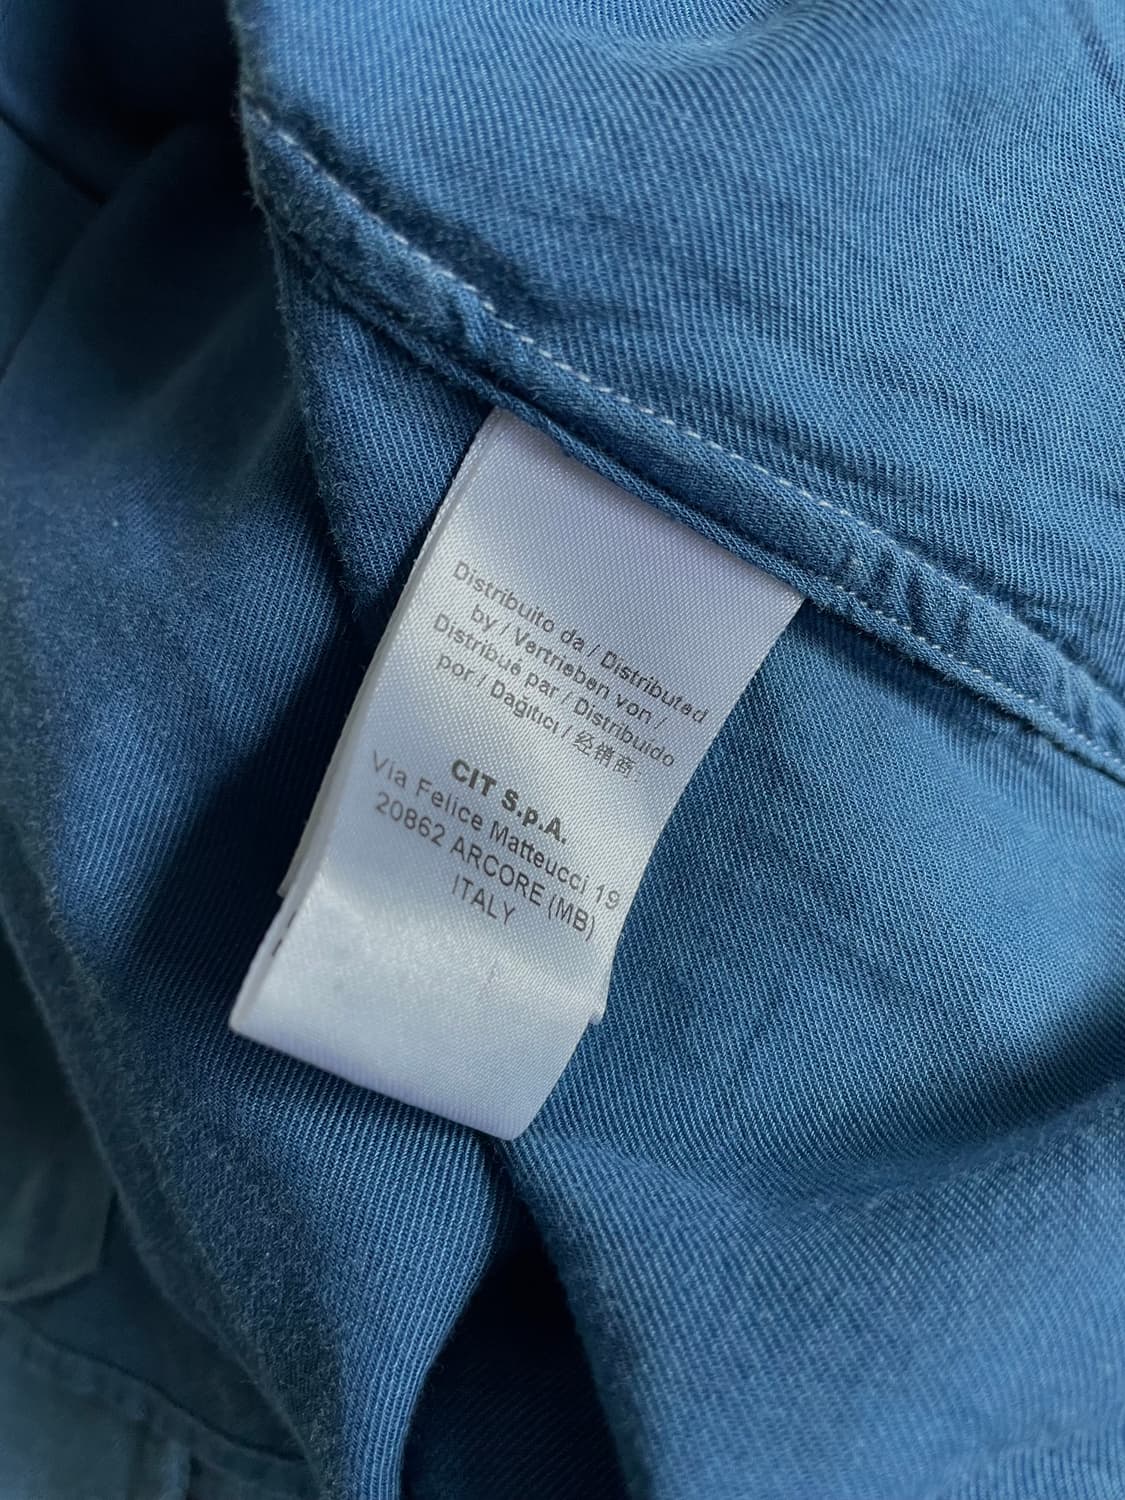 Distribuito da / Distributed
by / Vertrieben von /
Distribué par / Distribuido
por / Dağitici / 经销商:
CIT S.p.A.
Via Felice Matteucci 19
20862 ARCORE (MB)
ITALY